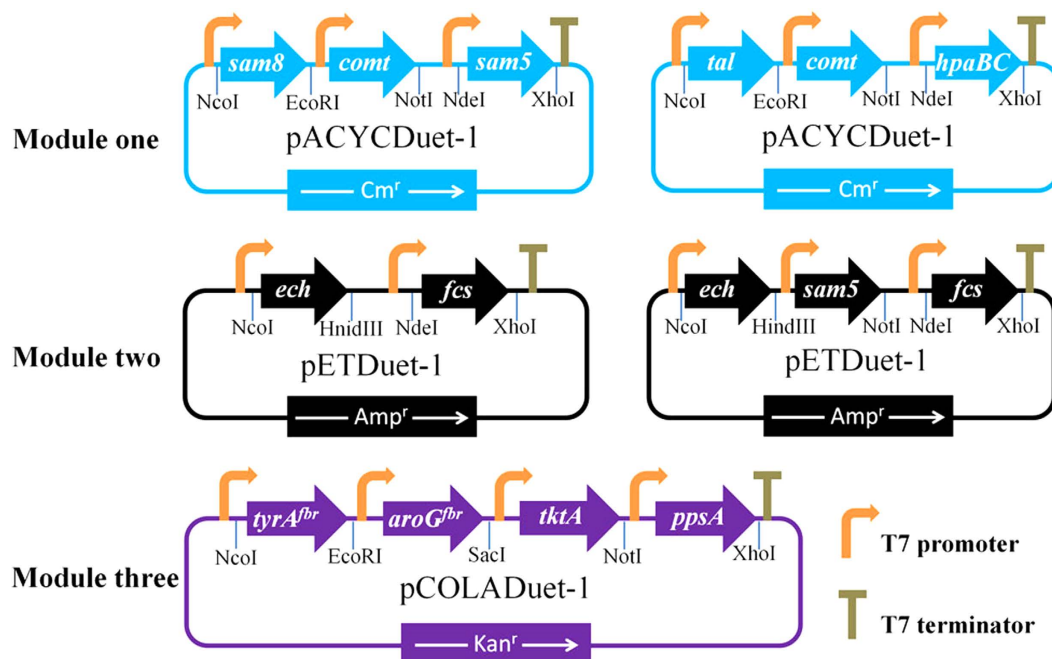 sam8 comt sam5
NcoI EcoRI NotI NdeI XhoI
pACYCDuet-1
Cmʳ
tal comt hpaBC
NcoI EcoRI NotI NdeI XhoI
pACYCDuet-1
Cmʳ
Module one
ech fcs
NcoI HnidIII NdeI XhoI
pETDuet-1
Ampʳ
ech sam5 fcs
NcoI HindIII NotI NdeI XhoI
pETDuet-1
Ampʳ
Module two
tyrAᶠᵇʳ aroGᶠᵇʳ tktA ppsA
NcoI EcoRI SacI NotI XhoI
pCOLADuet-1
Kanʳ
Module three
T7 promoter
T7 terminator